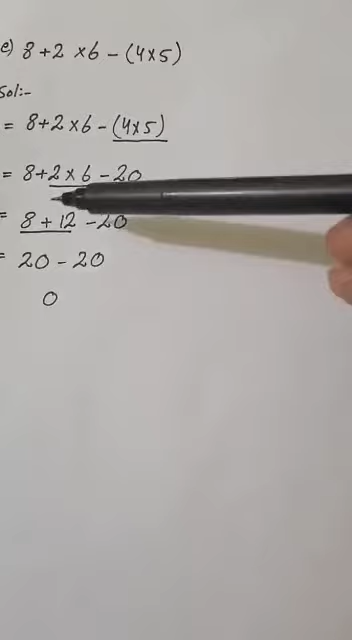 e) 8+2 ×6 – (4×5)
Sol:-
= 8+2×6 – (4×5)
= 8+2×6 – 20
= 8+12 – 20
= 20 – 20
0